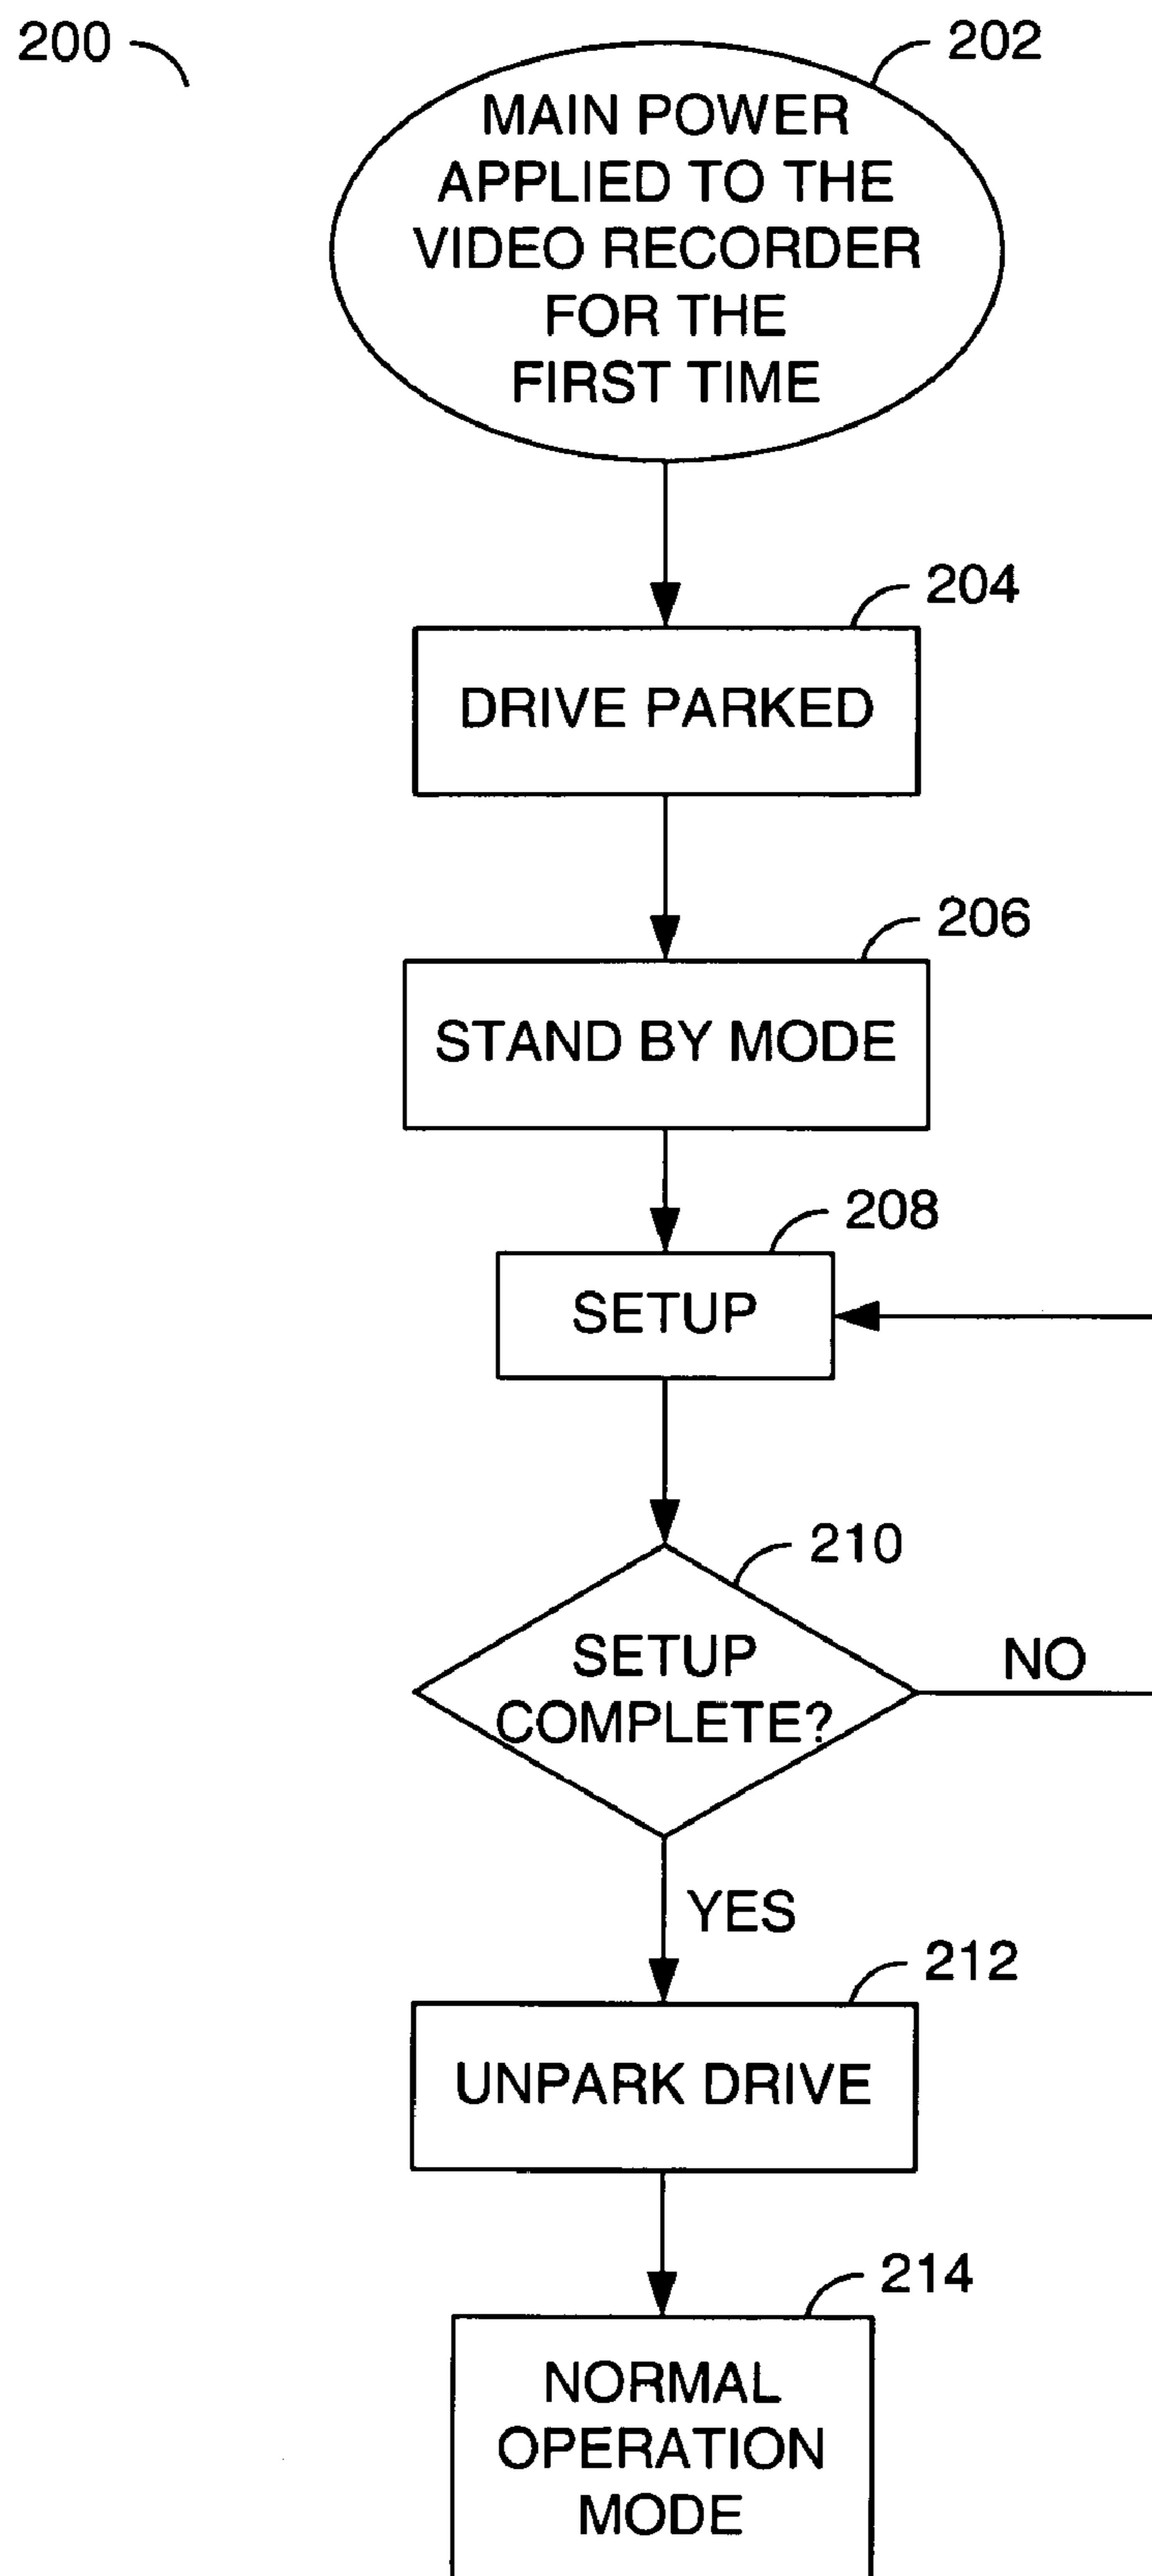 200
202
MAIN POWER
APPLIED TO THE
VIDEO RECORDER
FOR THE
FIRST TIME
204
DRIVE PARKED
206
STAND BY MODE
208
SETUP
210
SETUP
COMPLETE?
NO
YES
212
UNPARK DRIVE
214
NORMAL
OPERATION
MODE